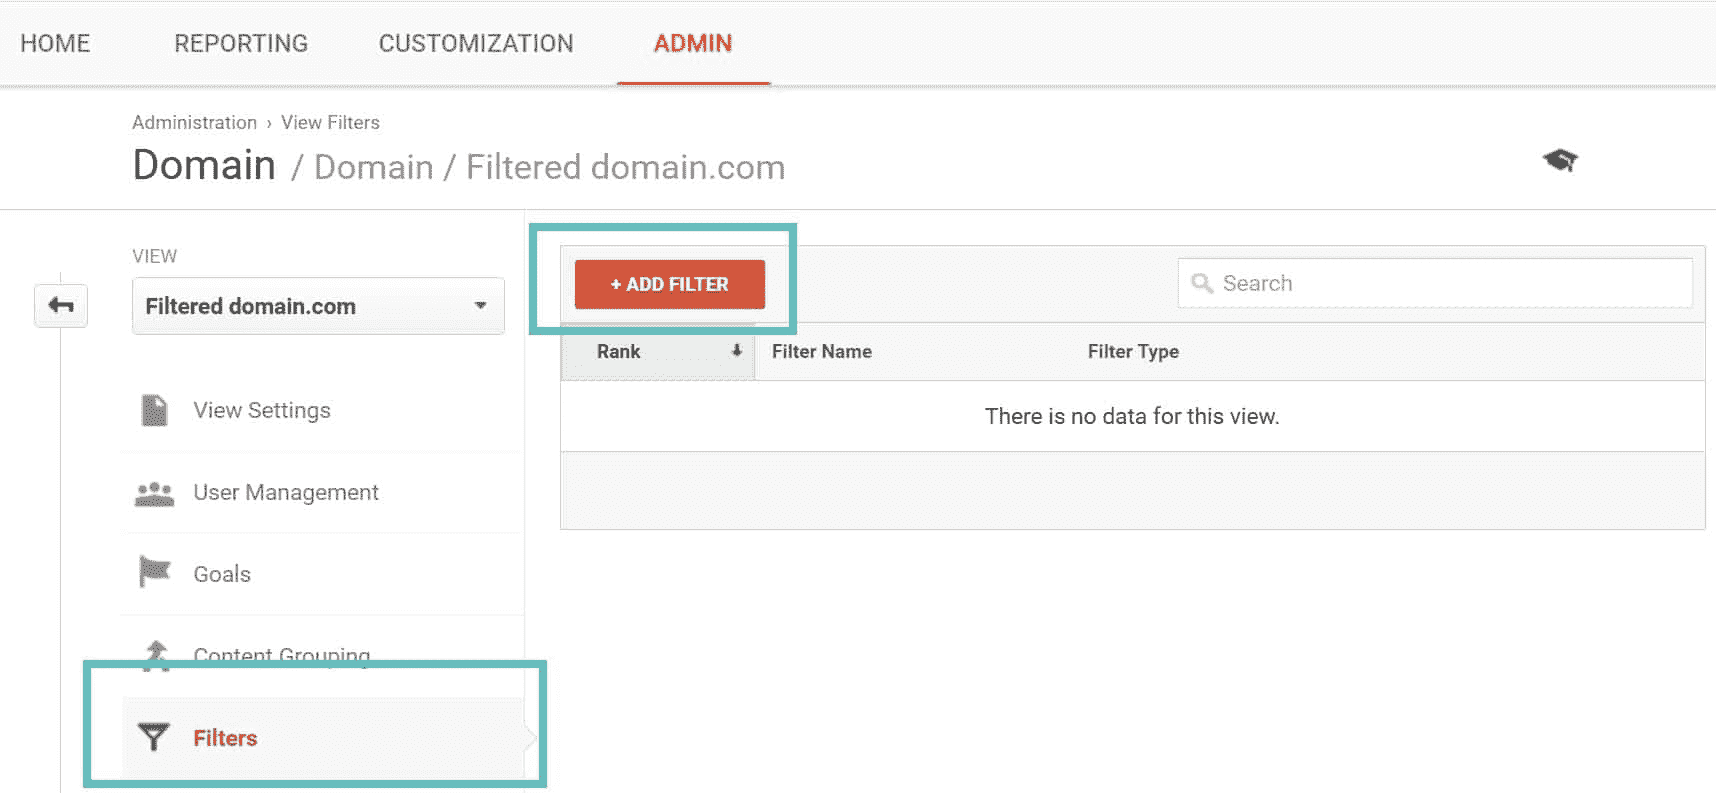 HOME REPORTING CUSTOMIZATION ADMIN
Administration › View Filters
Domain / Domain / Filtered domain.com
VIEW
Filtered domain.com
View Settings
User Management
Goals
Content Grouping
Filters
+ ADD FILTER
Search
Rank Filter Name Filter Type
There is no data for this view.